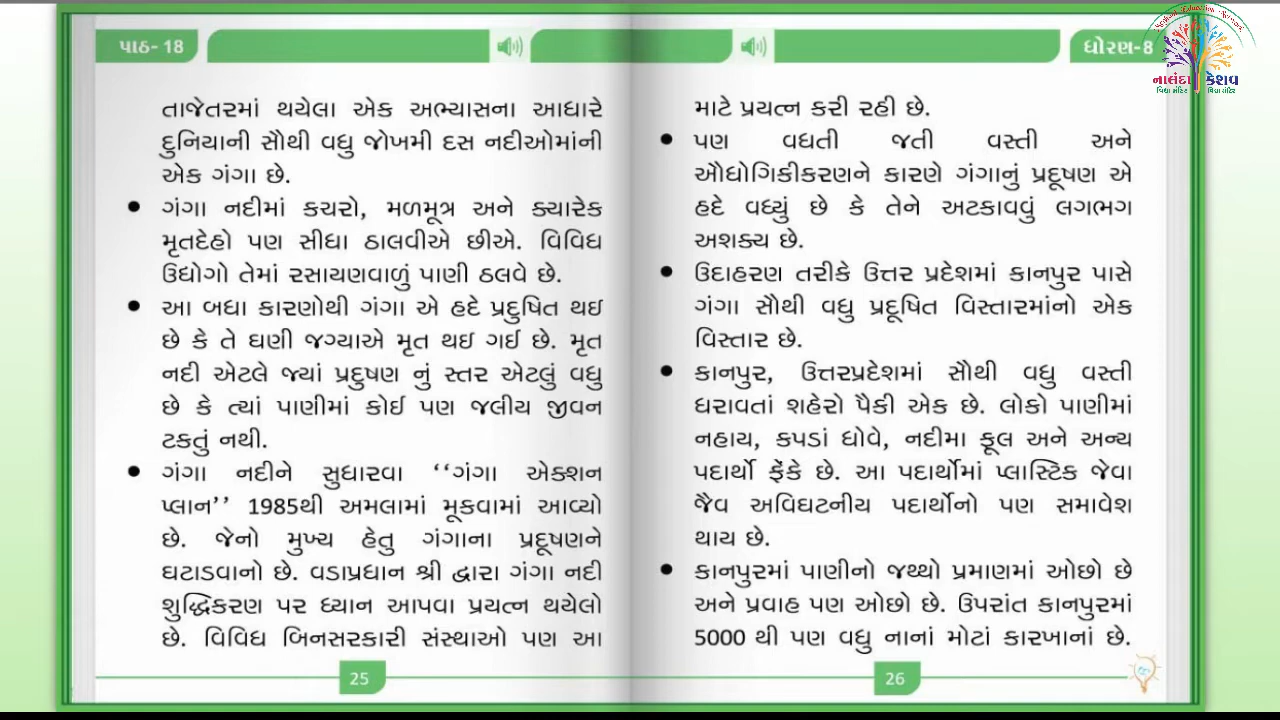 પાઠ- 18
તાજેતરમાં થયેલા એક અભ્યાસના આધારે
દુનિયાની સૌથી વધુ જોખમી દસ નદીઓમાંની
એક ગંગા છે.
● ગંગા નદીમાં કચરો, મળમૂત્ર અને ક્યારેક
મૃતદેહો પણ સીધા ઠાલવીએ છીએ. વિવિધ
ઉદ્યોગો તેમાં રસાયણવાળું પાણી ઠલવે છે.
● આ બધા કારણોથી ગંગા એ હદે પ્રદુષિત થઇ
છે કે તે ઘણી જગ્યાએ મૃત થઇ ગઈ છે. મૃત
નદી એટલે જ્યાં પ્રદુષણ નું સ્તર એટલું વધુ
છે કે ત્યાં પાણીમાં કોઈ પણ જલીય જીવન
ટકતું નથી.
● ગંગા નદીને સુધારવા ‘‘ગંગા એક્શન
પ્લાન’’ 1985થી અમલામાં મૂકવામાં આવ્યો
છે. જેનો મુખ્ય હેતુ ગંગાના પ્રદૂષણને
ઘટાડવાનો છે. વડાપ્રધાન શ્રી દ્વારા ગંગા નદી
શુદ્ધિકરણ પર ધ્યાન આપવા પ્રયત્ન થયેલો
છે. વિવિધ બિનસરકારી સંસ્થાઓ પણ આ
25
ધોરણ-8
માટે પ્રયત્ન કરી રહી છે.
● પણ વધતી જતી વસ્તી અને
ઔધોગિકીકરણને કારણે ગંગાનું પ્રદૂષણ એ
હદે વધ્યું છે કે તેને અટકાવવું લગભગ
અશક્ય છે.
● ઉદાહરણ તરીકે ઉત્તર પ્રદેશમાં કાનપુર પાસે
ગંગા સૌથી વધુ પ્રદૂષિત વિસ્તારમાંનો એક
વિસ્તાર છે.
● કાનપુર, ઉત્તરપ્રદેશમાં સૌથી વધુ વસ્તી
ધરાવતાં શહેરો પૈકી એક છે. લોકો પાણીમાં
નહાય, કપડાં ધોવે, નદીમા ફૂલ અને અન્ય
પદાર્થો ફેંકે છે. આ પદાર્થોમાં પ્લાસ્ટિક જેવા
જૈવ અવિઘટનીય પદાર્થોનો પણ સમાવેશ
થાય છે.
● કાનપુરમાં પાણીનો જથ્થો પ્રમાણમાં ઓછો છે
અને પ્રવાહ પણ ઓછો છે. ઉપરાંત કાનપુરમાં
5000 થી પણ વધુ નાનાં મોટાં કારખાનાં છે.
26
નાલંદા કેશવ
વિદ્યા મંદિર વિદ્યા મંદિર